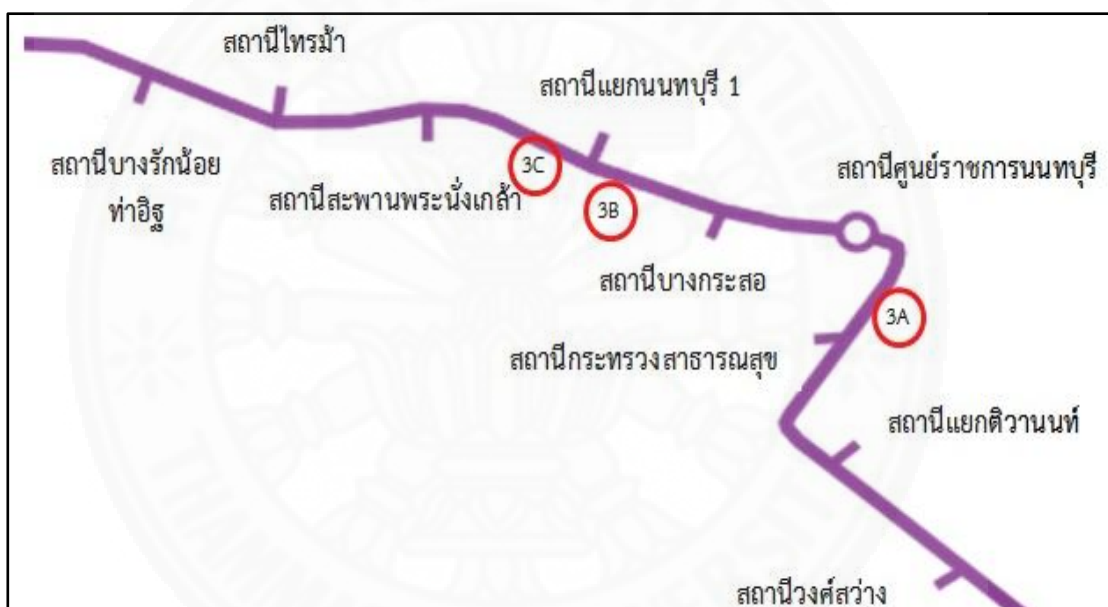 สถานีไทรม้า
สถานีแยกนนทบุรี 1
สถานีบางรักน้อย
ท่าอิฐ
สถานีสะพานพระนั่งเกล้า
3C
3B
สถานีศูนย์ราชการนนทบุรี
สถานีบางกระสอ
3A
สถานีกระทรวงสาธารณสุข
สถานีแยกติวานนท์
สถานีวงศ์สว่าง